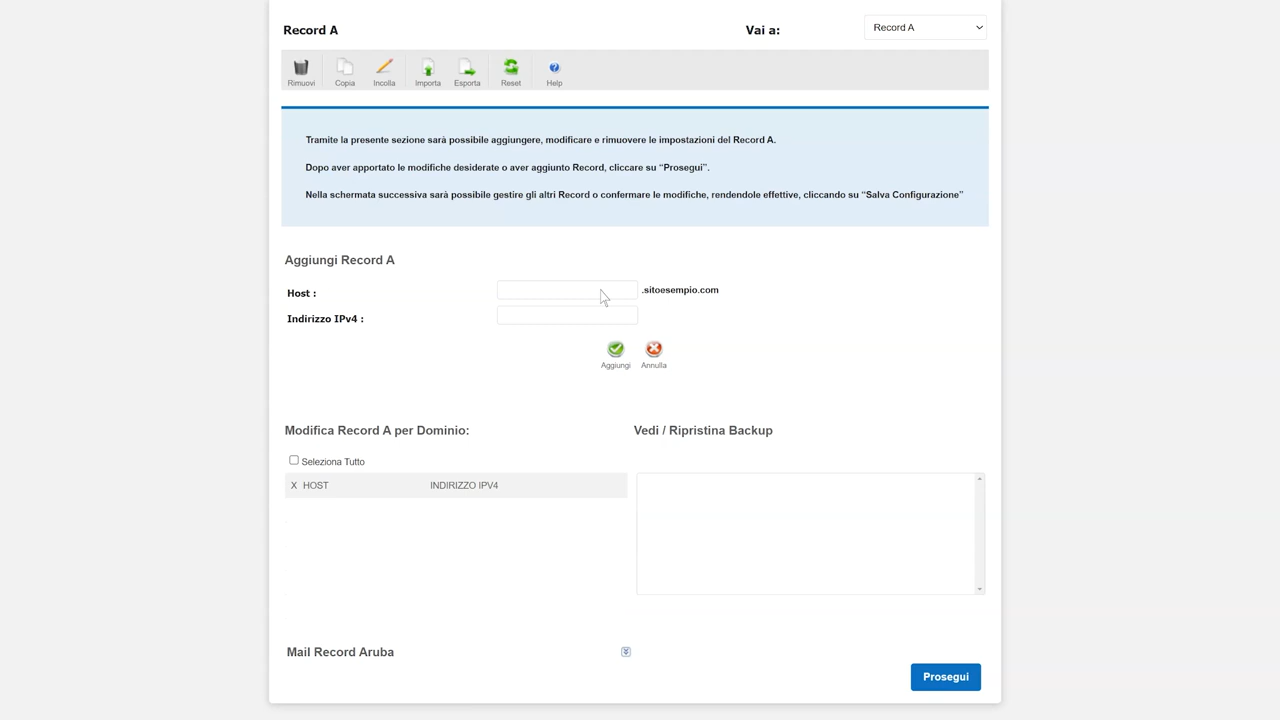 Record A
Vai a:
Record A
Rimuovi
Copia
Incolla
Importa
Esporta
Reset
Help
Tramite la presente sezione sarà possibile aggiungere, modificare e rimuovere le impostazioni del Record A.
Dopo aver apportato le modifiche desiderate o aver aggiunto Record, cliccare su “Prosegui”.
Nella schermata successiva sarà possibile gestire gli altri Record o confermare le modifiche, rendendole effettive, cliccando su “Salva Configurazione”
Aggiungi Record A
Host :
.sitoesempio.com
Indirizzo IPv4 :
Aggiungi
Annulla
Modifica Record A per Dominio:
Vedi / Ripristina Backup
Seleziona Tutto
X HOST
INDIRIZZO IPV4
Mail Record Aruba
Prosegui